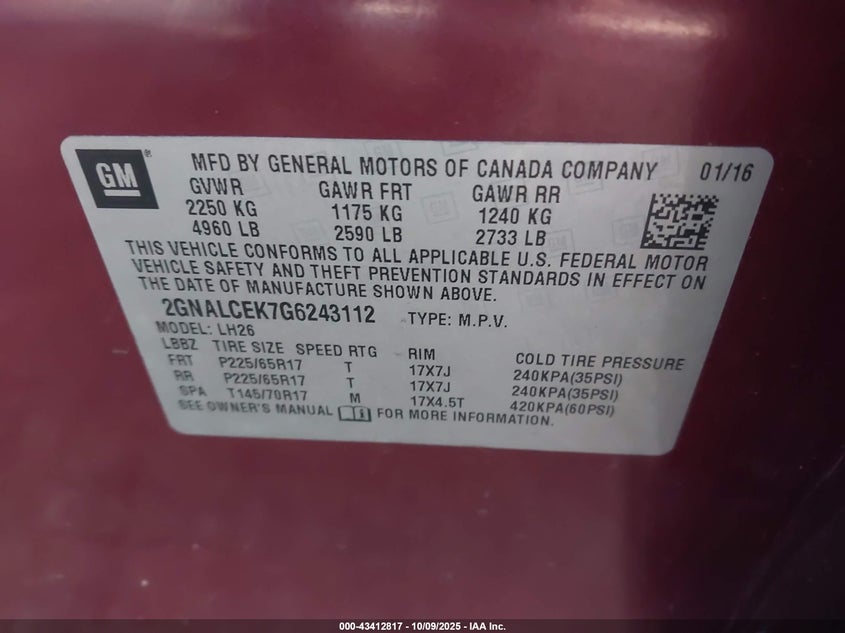 GM ® MFD BY GENERAL MOTORS OF CANADA COMPANY 01/16
GVWR GAWR FRT GAWR RR
2250 KG 1175 KG 1240 KG
4960 LB 2590 LB 2733 LB
THIS VEHICLE CONFORMS TO ALL APPLICABLE U.S. FEDERAL MOTOR
VEHICLE SAFETY AND THEFT PREVENTION STANDARDS IN EFFECT ON
THE DATE OF MANUFACTURE SHOWN ABOVE.
2GNALCEK7G6243112 TYPE: M.P.V.
MODEL: LH26
LBBZ TIRE SIZE SPEED RTG RIM COLD TIRE PRESSURE
FRT P225/65R17 T 17X7J 240KPA(35PSI)
RR P225/65R17 T 17X7J 240KPA(35PSI)
SPA T145/70R17 M 17X4.5T 420KPA(60PSI)
SEE OWNER'S MANUAL FOR MORE INFORMATION.
000-43412817 - 10/09/2025 - IAA Inc.